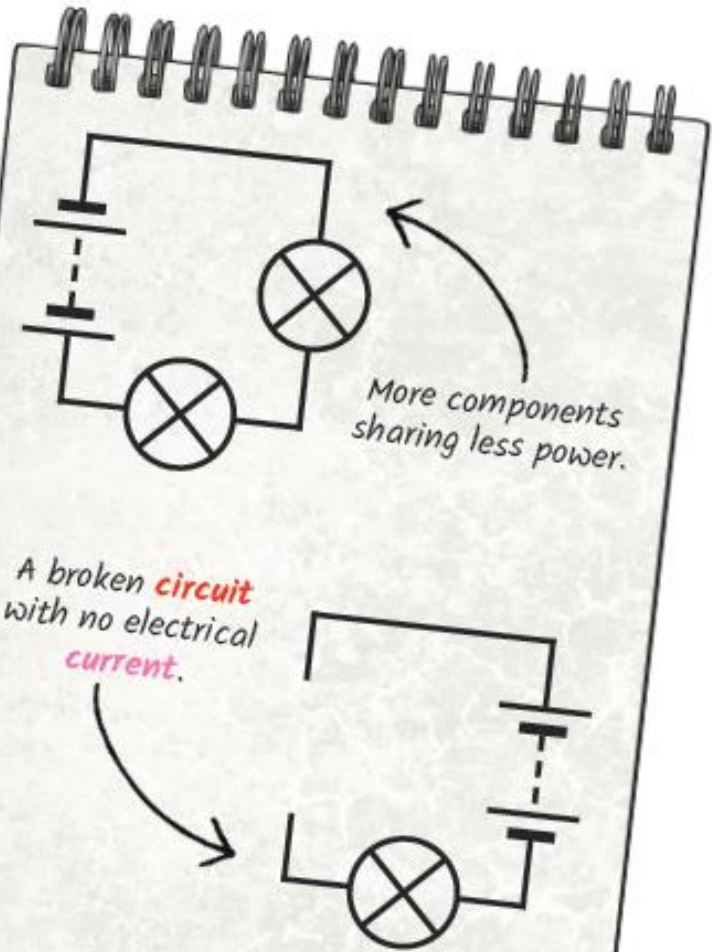 More components
sharing less power.
A broken circuit
with no electrical
current.